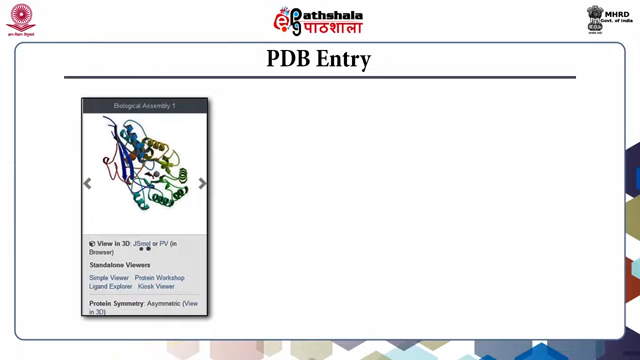 ePathshala
पाठशाला
MHRD
Govt. of India
PDB Entry
Biological Assembly 1
View in 3D: JSmol or PV (in
Browser)
Standalone Viewers
Simple Viewer Protein Workshop
Ligand Explorer Kiosk Viewer
Protein Symmetry: Asymmetric (View
in 3D)